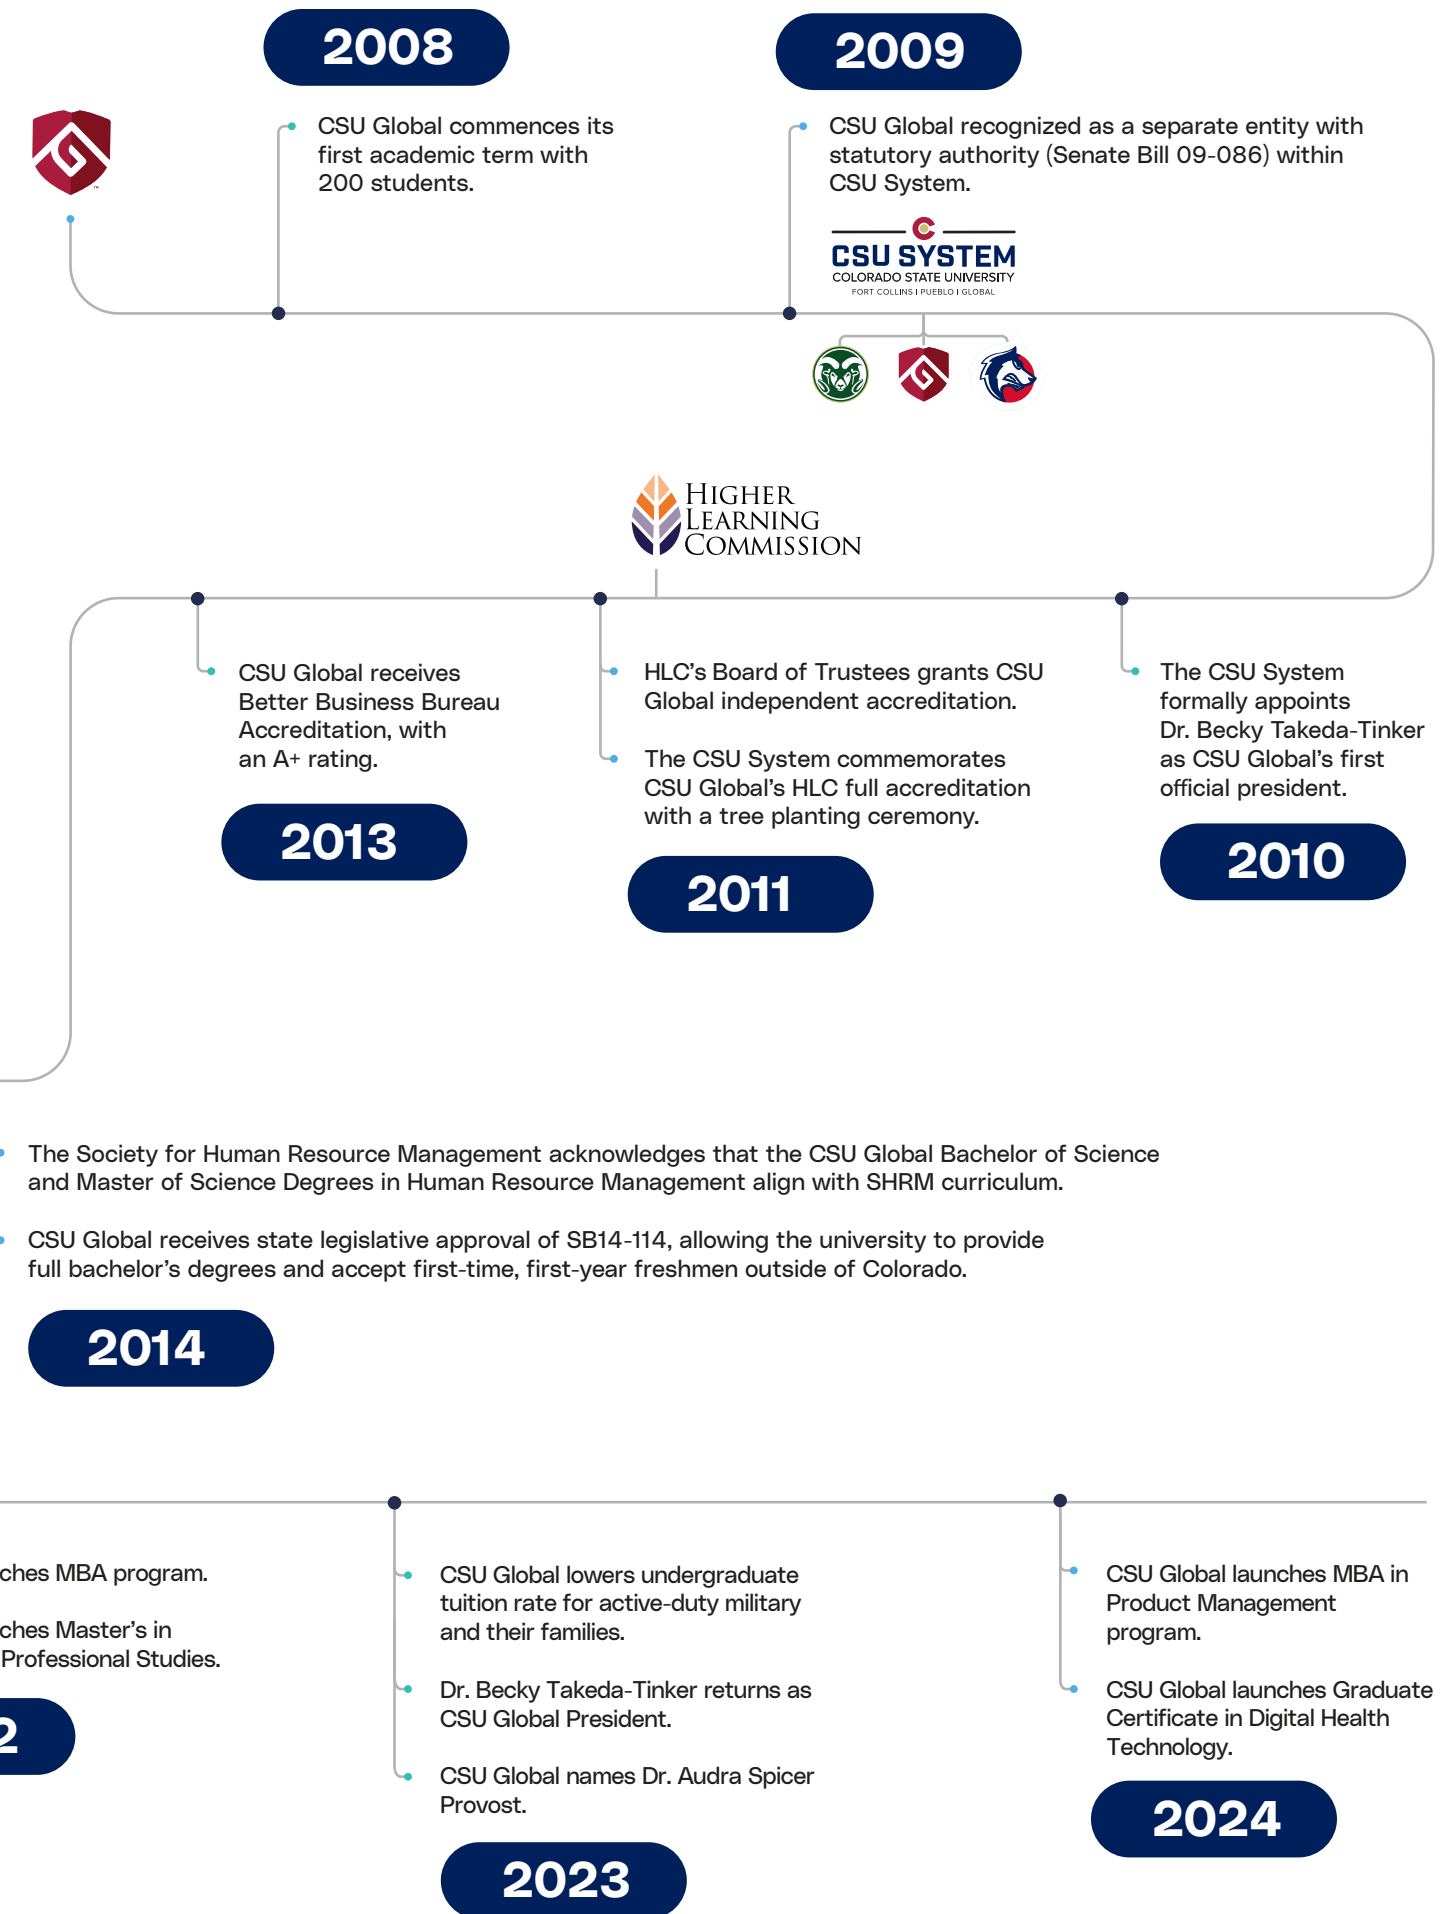 2008
CSU Global commences its
first academic term with
200 students.
2009
CSU Global recognized as a separate entity with
statutory authority (Senate Bill 09-086) within
CSU System.
CSU SYSTEM
COLORADO STATE UNIVERSITY
FORT COLLINS I PUEBLO I GLOBAL
HIGHER
LEARNING
COMMISSION
The CSU System
formally appoints
Dr. Becky Takeda-Tinker
as CSU Global’s first
official president.
2010
HLC’s Board of Trustees grants CSU
Global independent accreditation.
The CSU System commemorates
CSU Global’s HLC full accreditation
with a tree planting ceremony.
2011
CSU Global receives
Better Business Bureau
Accreditation, with
an A+ rating.
2013
The Society for Human Resource Management acknowledges that the CSU Global Bachelor of Science
and Master of Science Degrees in Human Resource Management align with SHRM curriculum.
CSU Global receives state legislative approval of SB14-114, allowing the university to provide
full bachelor’s degrees and accept first-time, first-year freshmen outside of Colorado.
2014
ches MBA program.
ches Master’s in
Professional Studies.
2
CSU Global lowers undergraduate
tuition rate for active-duty military
and their families.
Dr. Becky Takeda-Tinker returns as
CSU Global President.
CSU Global names Dr. Audra Spicer
Provost.
2023
CSU Global launches MBA in
Product Management
program.
CSU Global launches Graduate
Certificate in Digital Health
Technology.
2024